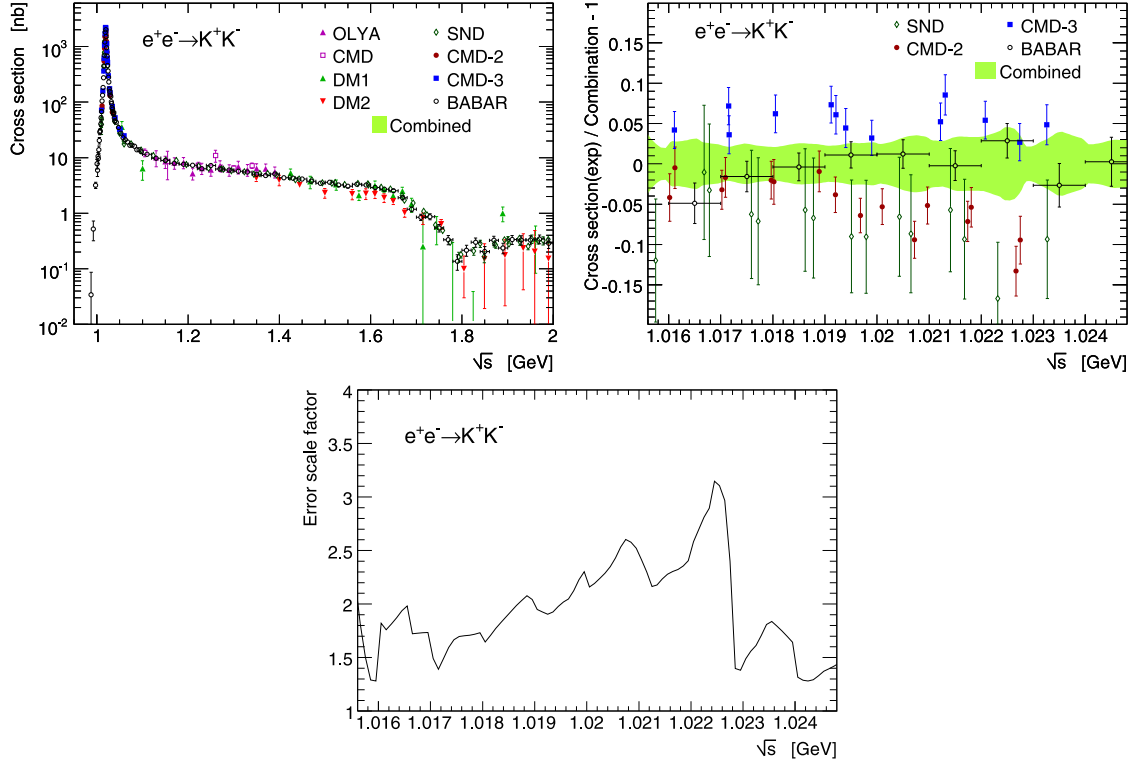 Cross section [nb]
e⁺e⁻→K⁺K⁻
OLYA
CMD
DM1
DM2
SND
CMD-2
CMD-3
BABAR
Combined
10³
10²
10
1
10⁻¹
10⁻²
1 1.2 1.4 1.6 1.8 2
√s [GeV]
Cross section(exp) / Combination - 1
e⁺e⁻→K⁺K⁻
SND
CMD-2
CMD-3
BABAR
Combined
0.15
0.1
0.05
0
-0.05
-0.1
-0.15
1.016 1.017 1.018 1.019 1.02 1.021 1.022 1.023 1.024
√s [GeV]
Error scale factor
e⁺e⁻→K⁺K⁻
4
3.5
3
2.5
2
1.5
1
1.016 1.017 1.018 1.019 1.02 1.021 1.022 1.023 1.024
√s [GeV]